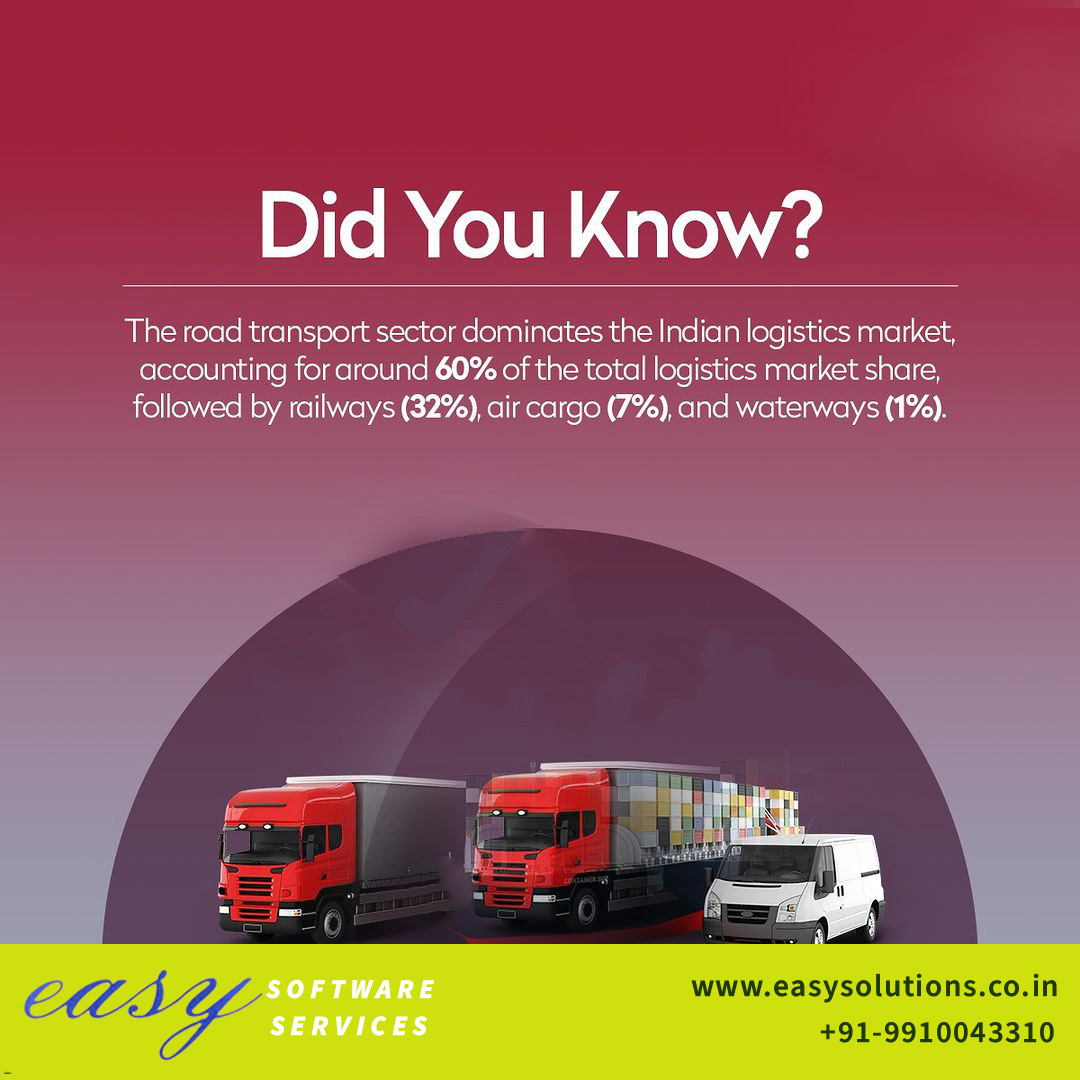 Did You Know?
The road transport sector dominates the Indian logistics market,
accounting for around 60% of the total logistics market share,
followed by railways (32%), air cargo (7%), and waterways (1%).
CONTAINER SHIP
easy SOFTWARE
SERVICES
www.easysolutions.co.in
+91-9910043310